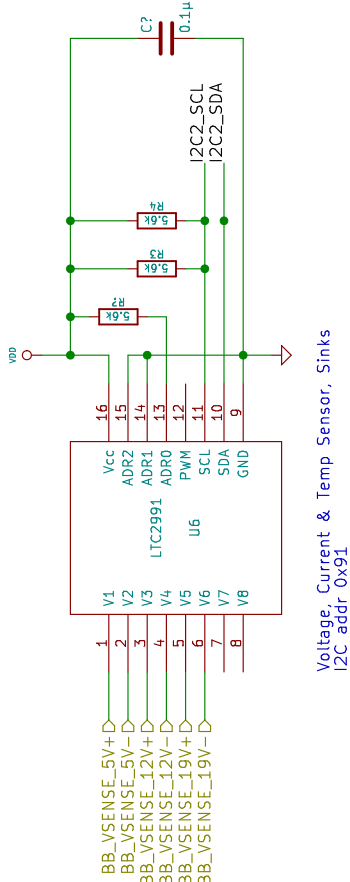 C?
0.1µ
I2C2_SCL
I2C2_SDA
R4
5.6k
R3
5.6k
R?
5.6k
VDD
16
15
14
13
12
11
10
9
Vcc
ADR2
ADR1
ADR0
PWM
SCL
SDA
GND
LTC2991
U6
V1
V2
V3
V4
V5
V6
V7
V8
1
2
3
4
5
6
7
8
BB_VSENSE_5V+
BB_VSENSE_5V-
BB_VSENSE_12V+
BB_VSENSE_12V-
BB_VSENSE_19V+
BB_VSENSE_19V-
Voltage, Current & Temp Sensor, Sinks
I2C addr 0x91